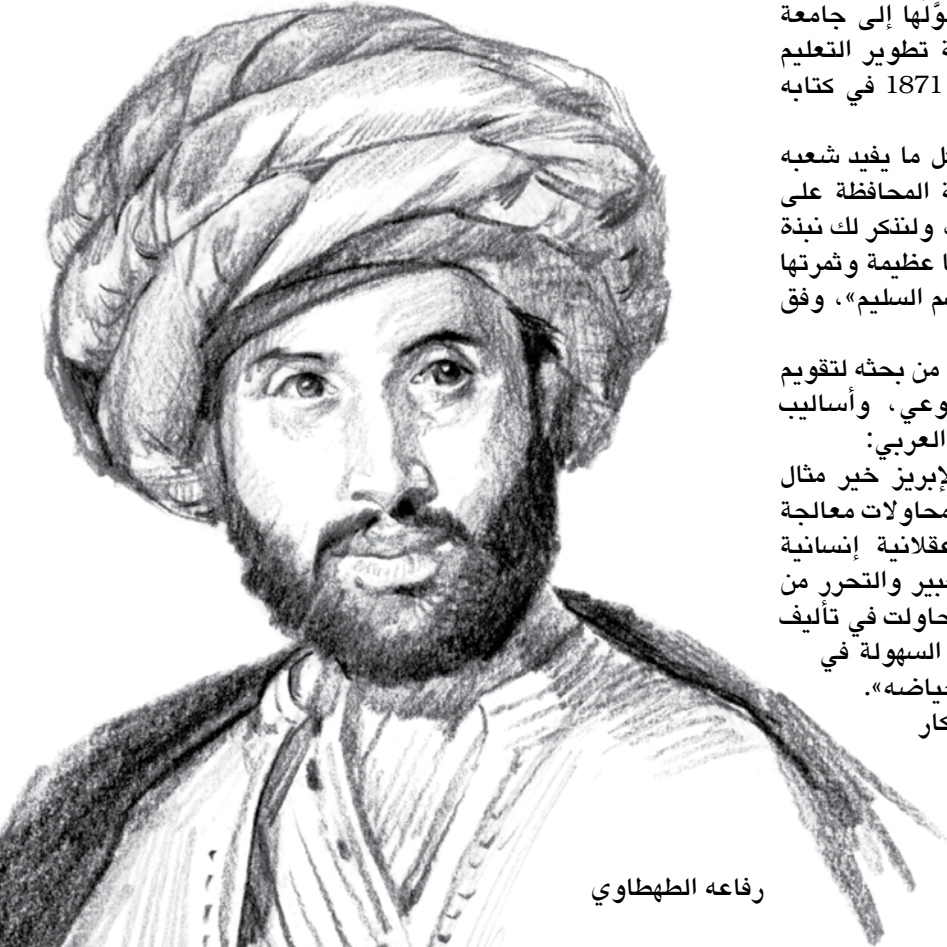 وَّلها إلى جامعة
ة تطوير التعليم
1871 في كتابه
ل ما يفيد شعبه
ة المحافظة على
، ولنذكر لك نبذة
ا عظيمة وثمرتها
م السليم»، وفق
من بحثه لتقويم
وعي، وأساليب
العربي:
لإبريز خير مثال
محاولات معالجة
عقلانية إنسانية
بير والتحرر من
حاولت في تأليف
السهولة في
حياضه».
كار
رفاعه الطهطاوي